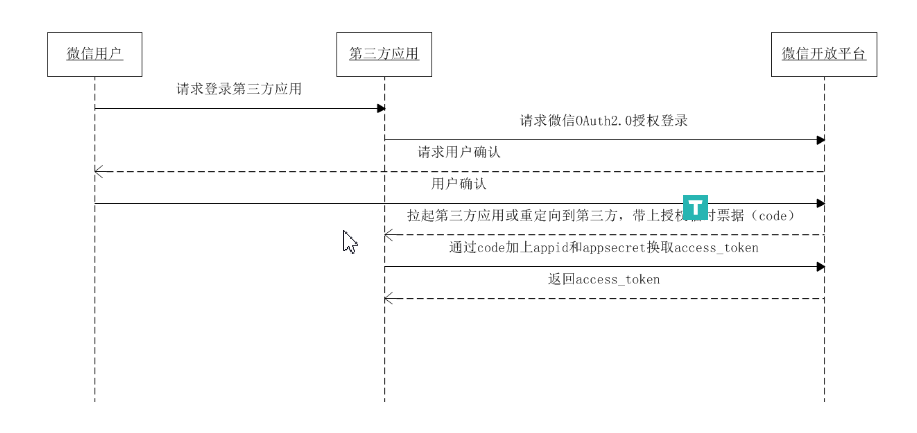 微信用户
第三方应用
微信开放平台
请求登录第三方应用
请求微信OAuth2.0授权登录
请求用户确认
用户确认
T
拉起第三方应用或重定向到第三方，带上授权 时票据（code）
通过code加上appid和appsecret换取access_token
返回access_token